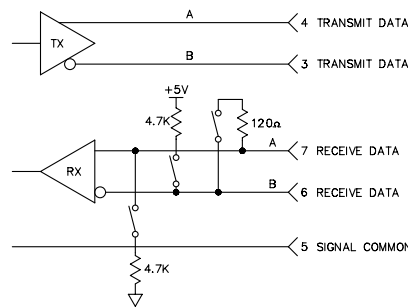 A
4 TRANSMIT DATA
TX
B
3 TRANSMIT DATA
+5V
4.7K
120Ω
A
7 RECEIVE DATA
RX
B
6 RECEIVE DATA
5 SIGNAL COMMON
4.7K